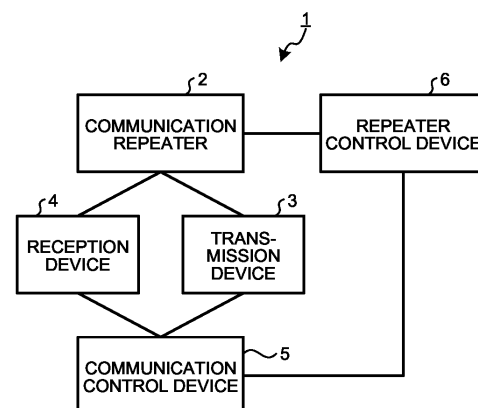 1
2
COMMUNICATION
REPEATER
6
REPEATER
CONTROL DEVICE
4
RECEPTION
DEVICE
3
TRANS-
MISSION
DEVICE
5
COMMUNICATION
CONTROL DEVICE